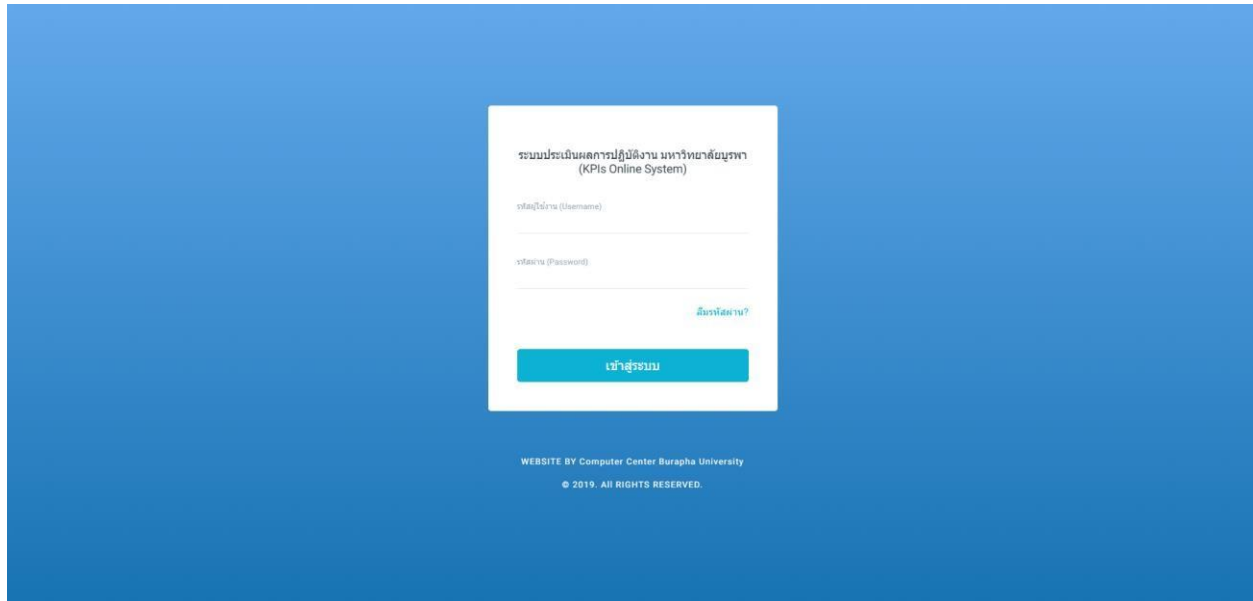 ระบบประเมินผลการปฏิบัติงาน มหาวิทยาลัยบูรพา
(KPIs Online System)
รหัสผู้ใช้งาน (Username)
รหัสผ่าน (Password)
ลืมรหัสผ่าน?
เข้าสู่ระบบ
WEBSITE BY Computer Center Burapha University
© 2019. All RIGHTS RESERVED.